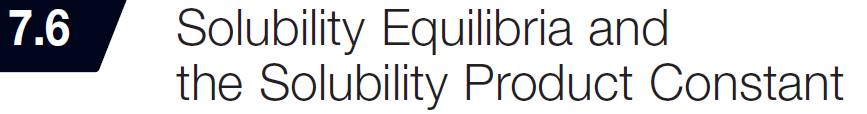 7.6 Solubility Equilibria and
the Solubility Product Constant